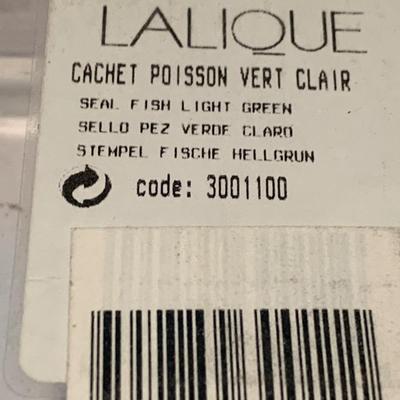 LALIQUE
CACHET POISSON VERT CLAIR
SEAL FISH LIGHT GREEN
SELLO PEZ VERDE CLARO
STEMPEL FISCHE HELLGRUN
code: 3001100